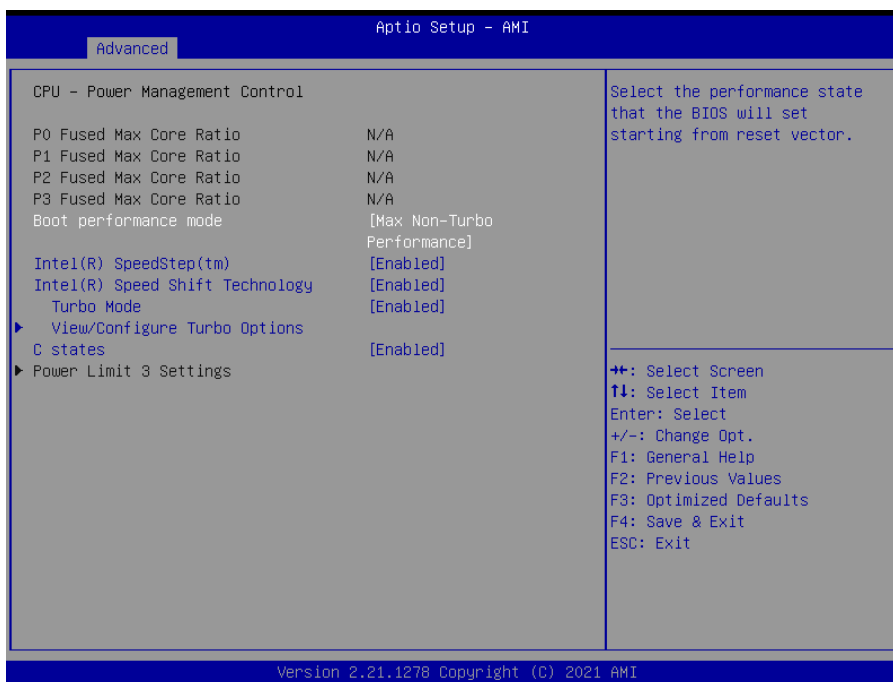 Aptio Setup – AMI
Advanced
CPU – Power Management Control
P0 Fused Max Core Ratio N/A
P1 Fused Max Core Ratio N/A
P2 Fused Max Core Ratio N/A
P3 Fused Max Core Ratio N/A
Boot performance mode [Max Non-Turbo
Performance]
Intel(R) SpeedStep(tm) [Enabled]
Intel(R) Speed Shift Technology [Enabled]
Turbo Mode [Enabled]
View/Configure Turbo Options
C states [Enabled]
Power Limit 3 Settings
Select the performance state
that the BIOS will set
starting from reset vector.
→←: Select Screen
↑↓: Select Item
Enter: Select
+/-: Change Opt.
F1: General Help
F2: Previous Values
F3: Optimized Defaults
F4: Save & Exit
ESC: Exit
Version 2.21.1278 Copyright (C) 2021 AMI